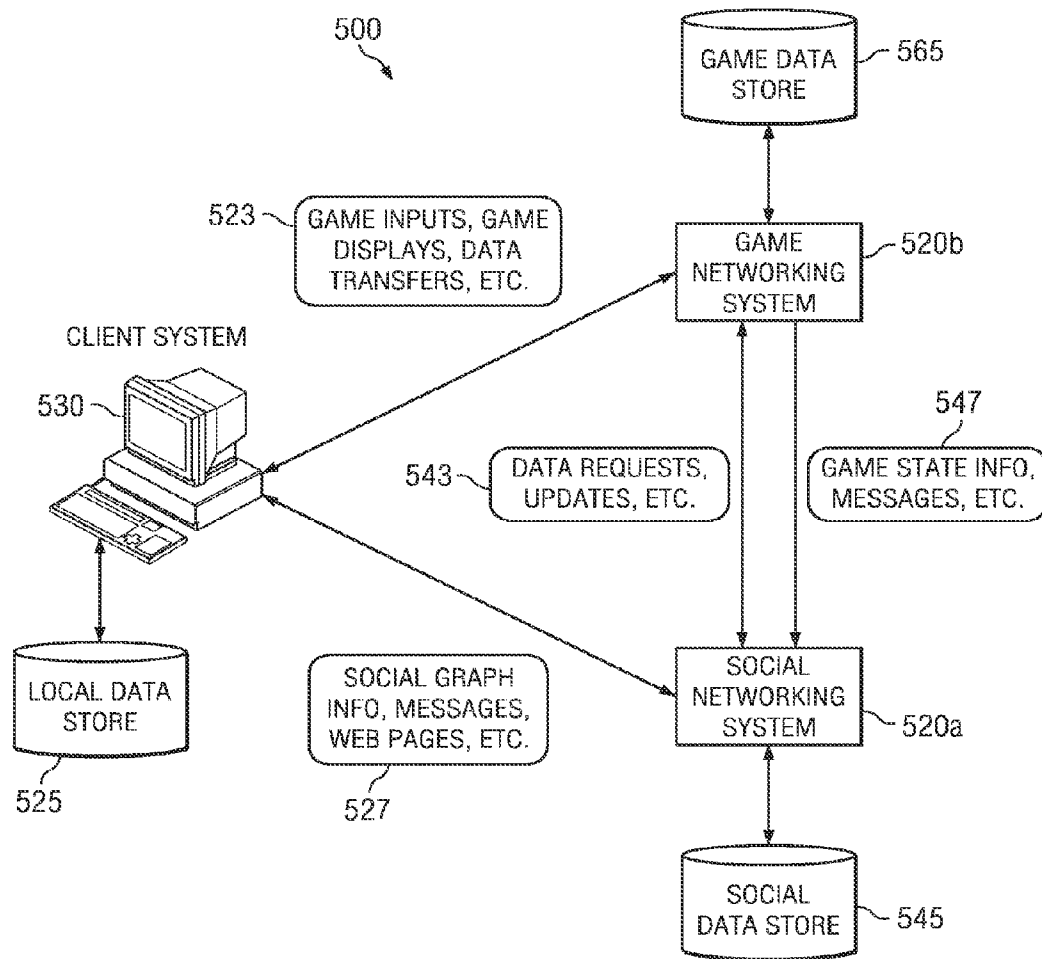 500
GAME DATA
STORE
565
523
GAME INPUTS, GAME
DISPLAYS, DATA
TRANSFERS, ETC.
GAME
NETWORKING
SYSTEM
520b
CLIENT SYSTEM
530
543
DATA REQUESTS,
UPDATES, ETC.
547
GAME STATE INFO,
MESSAGES, ETC.
LOCAL DATA
STORE
525
SOCIAL GRAPH
INFO, MESSAGES,
WEB PAGES, ETC.
527
SOCIAL
NETWORKING
SYSTEM
520a
SOCIAL
DATA STORE
545